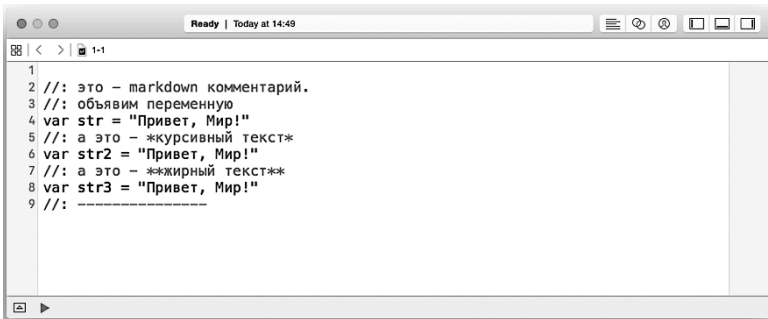 Ready | Today at 14:49
1-1
1
2 //: это – markdown комментарий.
3 //: объявим переменную
4 var str = "Привет, Мир!"
5 //: а это – *курсивный текст*
6 var str2 = "Привет, Мир!"
7 //: а это – **жирный текст**
8 var str3 = "Привет, Мир!"
9 //: ---------------